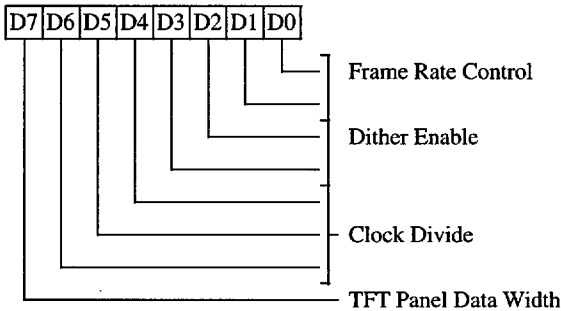 D7 D6 D5 D4 D3 D2 D1 D0
Frame Rate Control
Dither Enable
Clock Divide
TFT Panel Data Width